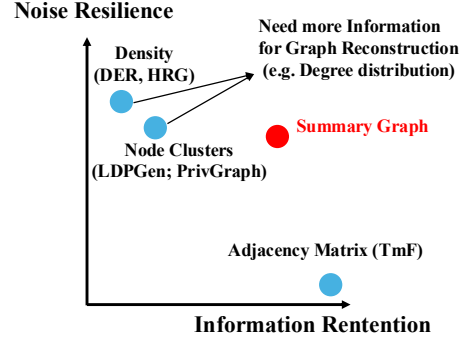 Noise Resilience
Need more Information
for Graph Reconstruction
(e.g. Degree distribution)
Density
(DER, HRG)
Summary Graph
Node Clusters
(LDPGen; PrivGraph)
Adjacency Matrix (TmF)
Information Rentention